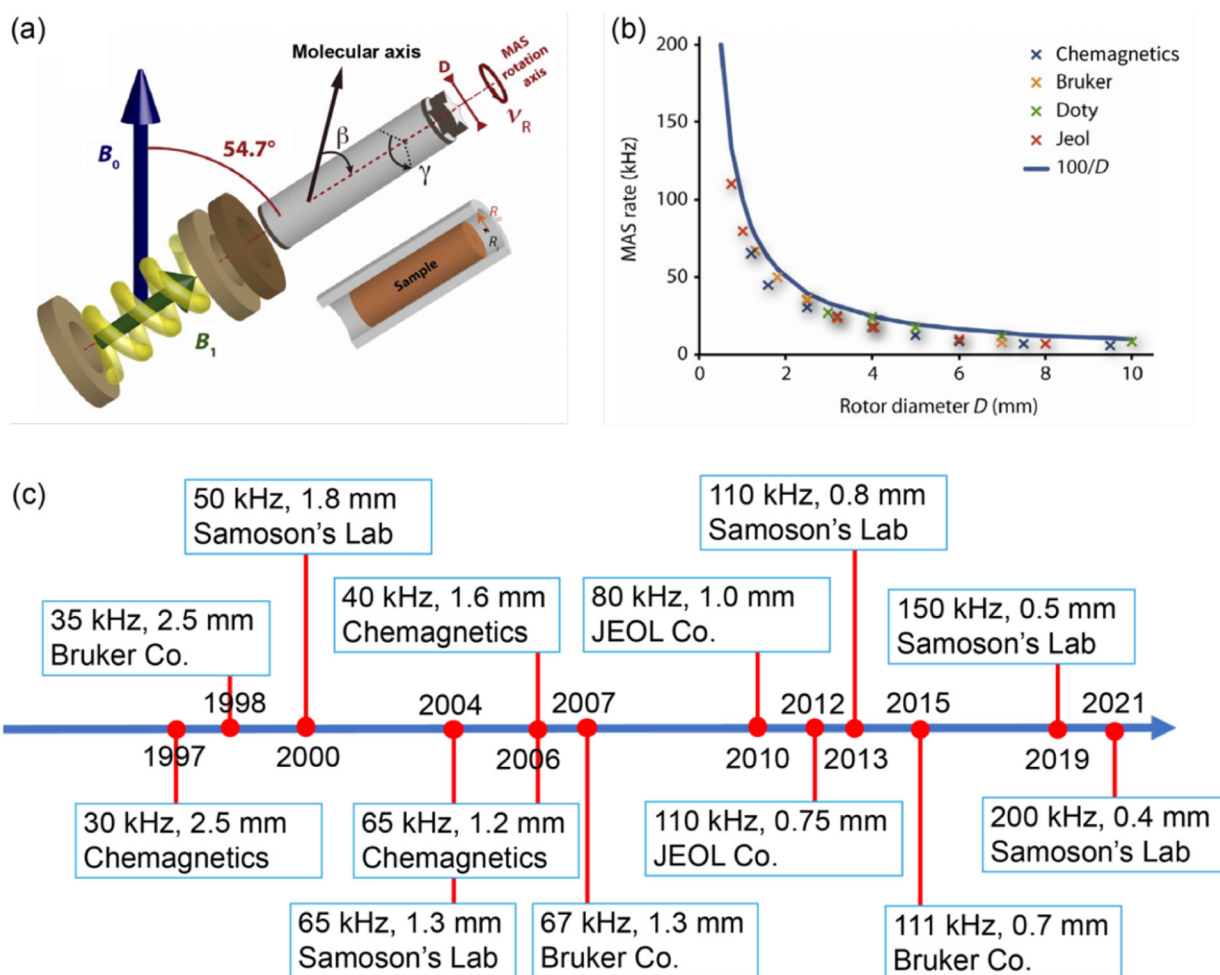 (a)
Molecular axis
D
MAS
rotation
axis
νR
B0
54.7°
β
γ
Ro
Ri
Sample
B1
(b)
200
150
100
50
0
MAS rate (kHz)
0
2
4
6
8
10
Rotor diameter D (mm)
Chemagnetics
Bruker
Doty
Jeol
100/D
(c)
50 kHz, 1.8 mm
Samoson's Lab
110 kHz, 0.8 mm
Samoson's Lab
35 kHz, 2.5 mm
Bruker Co.
40 kHz, 1.6 mm
Chemagnetics
80 kHz, 1.0 mm
JEOL Co.
150 kHz, 0.5 mm
Samoson's Lab
1998
2004
2007
2012
2015
2021
1997
2000
2006
2010
2013
2019
30 kHz, 2.5 mm
Chemagnetics
65 kHz, 1.2 mm
Chemagnetics
110 kHz, 0.75 mm
JEOL Co.
200 kHz, 0.4 mm
Samoson's Lab
65 kHz, 1.3 mm
Samoson's Lab
67 kHz, 1.3 mm
Bruker Co.
111 kHz, 0.7 mm
Bruker Co.